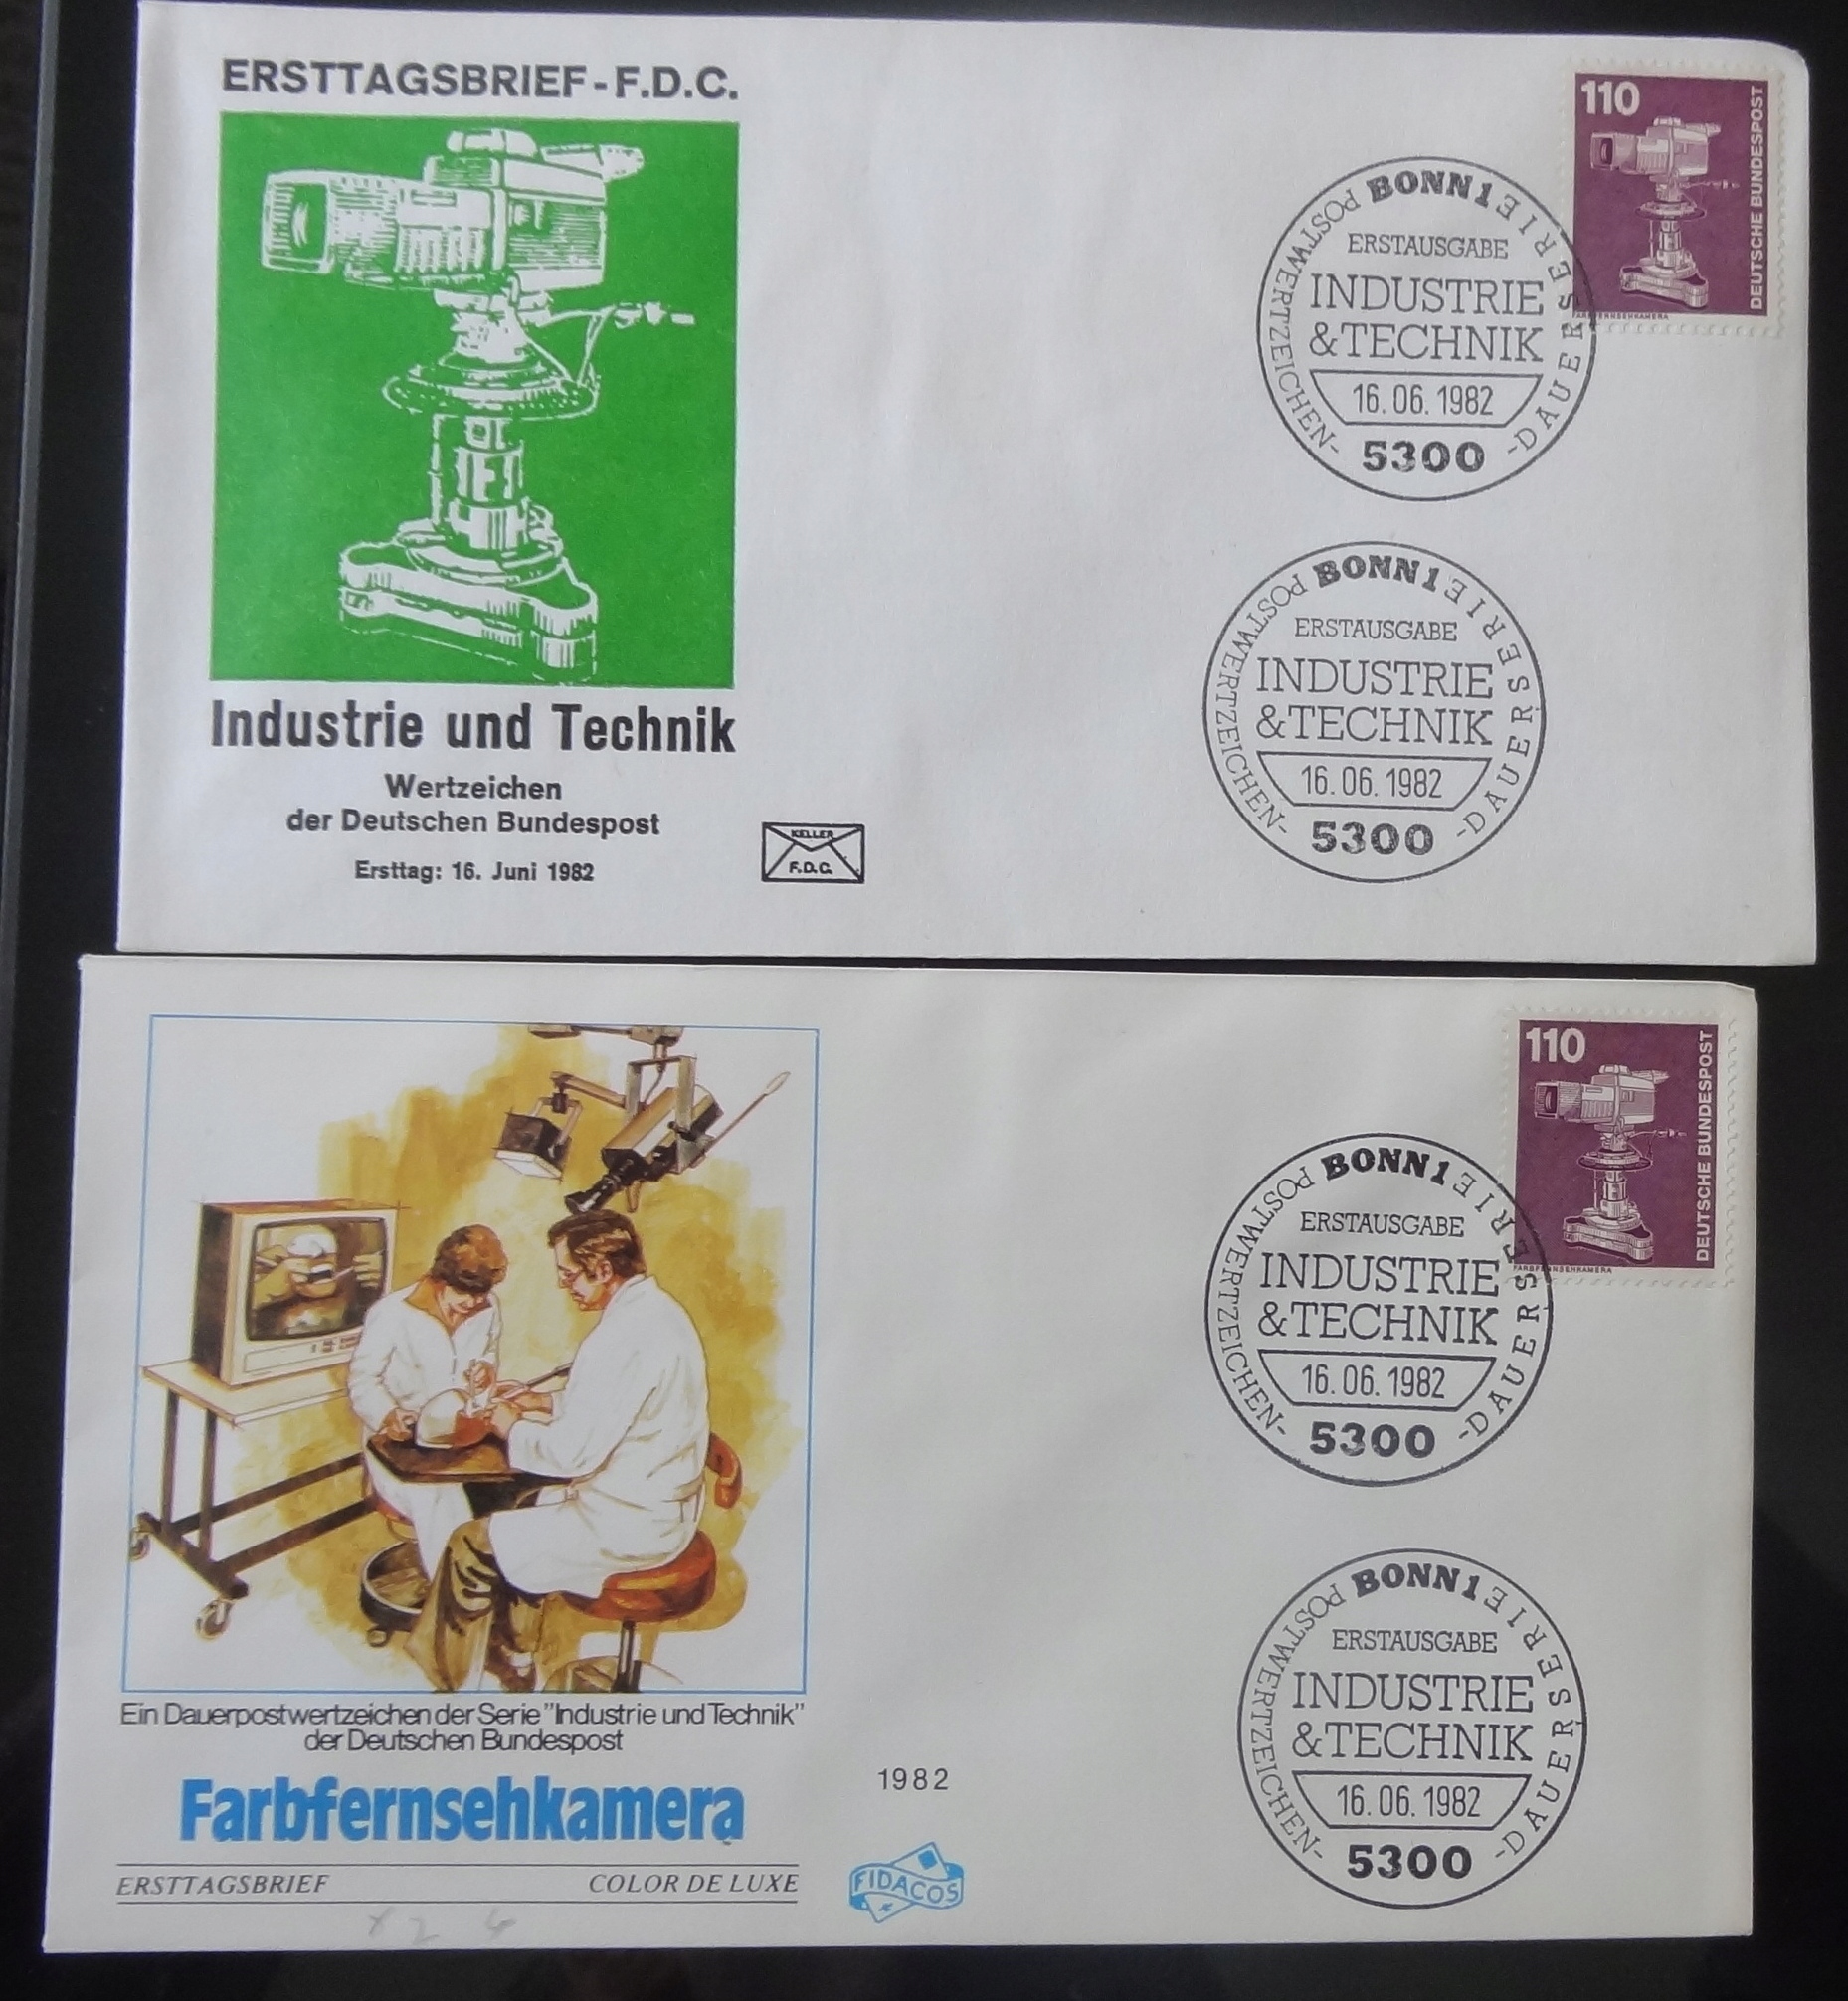 ERSTTAGSBRIEF-F.D.C.
Industrie und Technik
Wertzeichen
der Deutschen Bundespost
Ersttag: 16. Juni 1982
KELLER
F.D.C.
110
DEUTSCHE BUNDESPOST
FARBFERNSEHKAMERA
BONN 1
POSTWERTZEICHEN- -DAUERSERIE
ERSTAUSGABE
INDUSTRIE
&TECHNIK
16.06.1982
5300
BONN 1
POSTWERTZEICHEN- -DAUERSERIE
ERSTAUSGABE
INDUSTRIE
&TECHNIK
16.06.1982
5300
Ein Dauerpostwertzeichen der Serie "Industrie und Technik"
der Deutschen Bundespost
Farbfernsehkamera
ERSTTAGSBRIEF COLOR DE LUXE
1982
FIDACOS
110
DEUTSCHE BUNDESPOST
FARBFERNSEHKAMERA
BONN 1
POSTWERTZEICHEN- -DAUERSERIE
ERSTAUSGABE
INDUSTRIE
&TECHNIK
16.06.1982
5300
BONN 1
POSTWERTZEICHEN- -DAUERSERIE
ERSTAUSGABE
INDUSTRIE
&TECHNIK
16.06.1982
5300